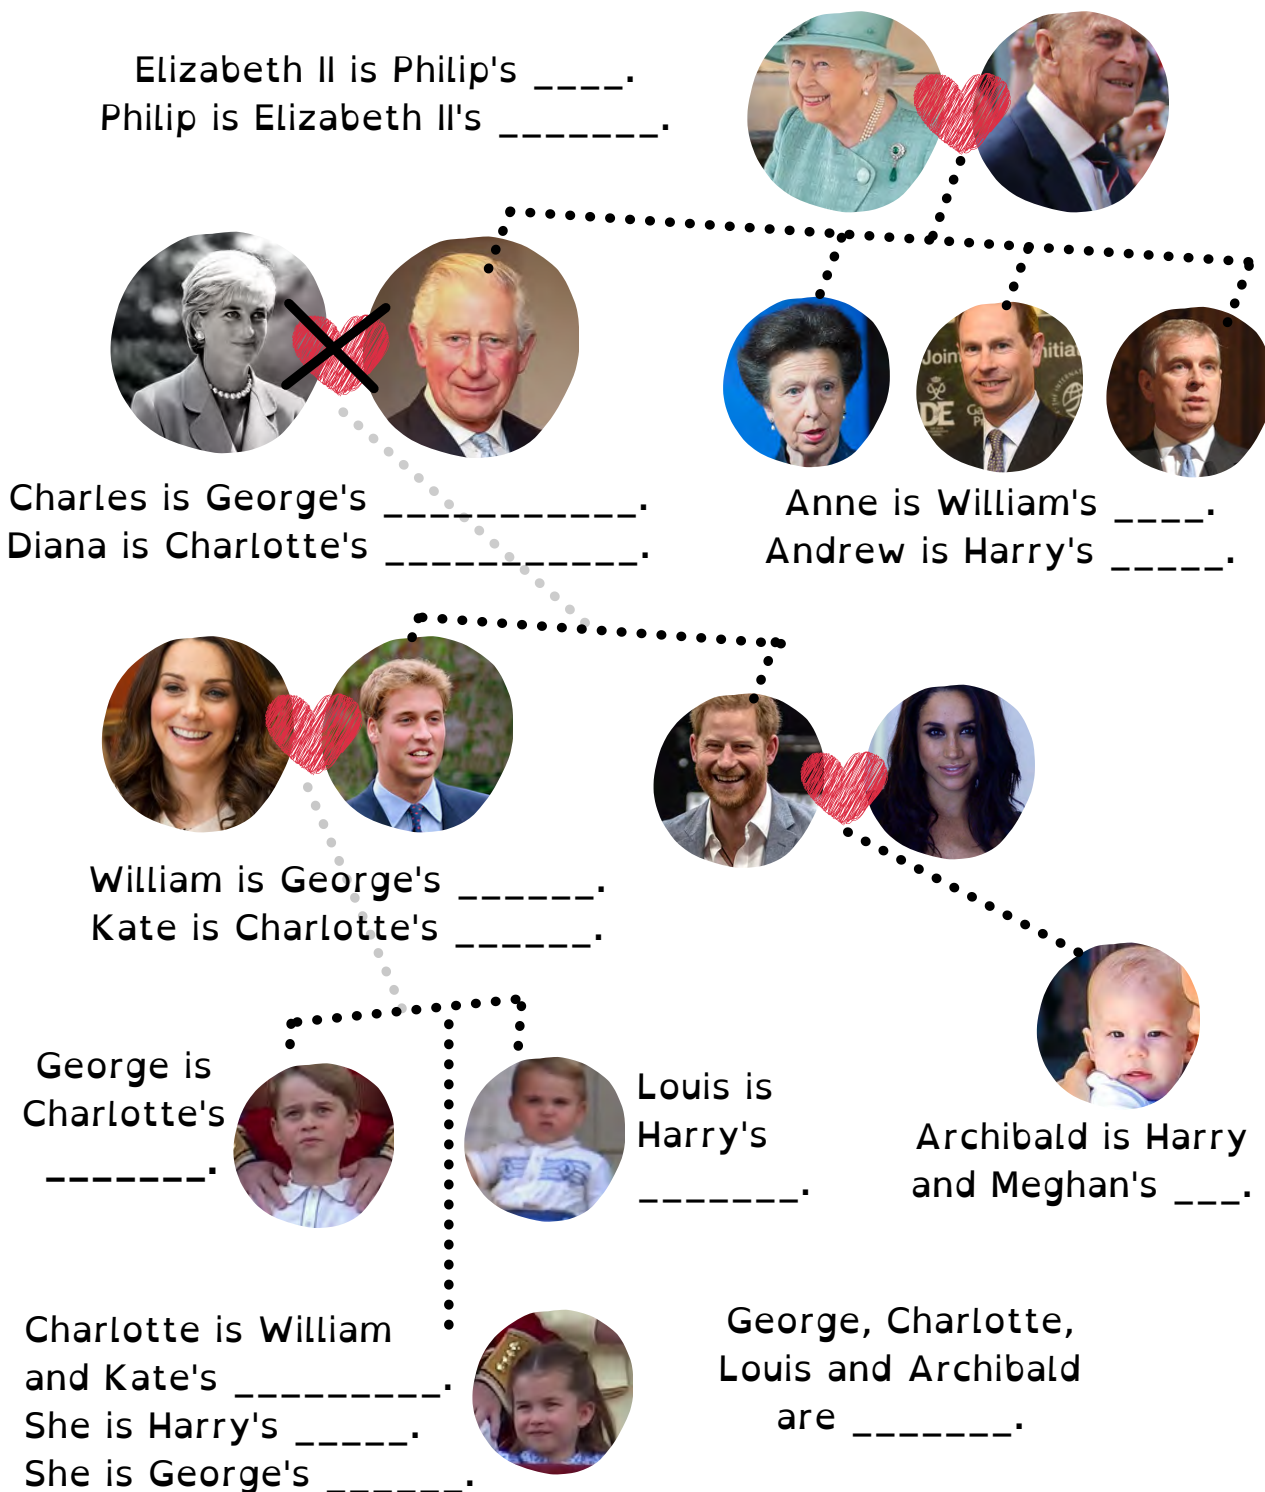 Elizabeth II is Philip's ____.
Philip is Elizabeth II's _______.
Join
nitia
DE
Charles is George's ___________.
Diana is Charlotte's ___________.
Anne is William's ____.
Andrew is Harry's _____.
William is George's ______.
Kate is Charlotte's ______.
George is
Charlotte's
_______.
Louis is
Harry's
_______.
Archibald is Harry
and Meghan's ___.
Charlotte is William
and Kate's _________.
She is Harry's _____.
She is George's ______.
George, Charlotte,
Louis and Archibald
are _______.